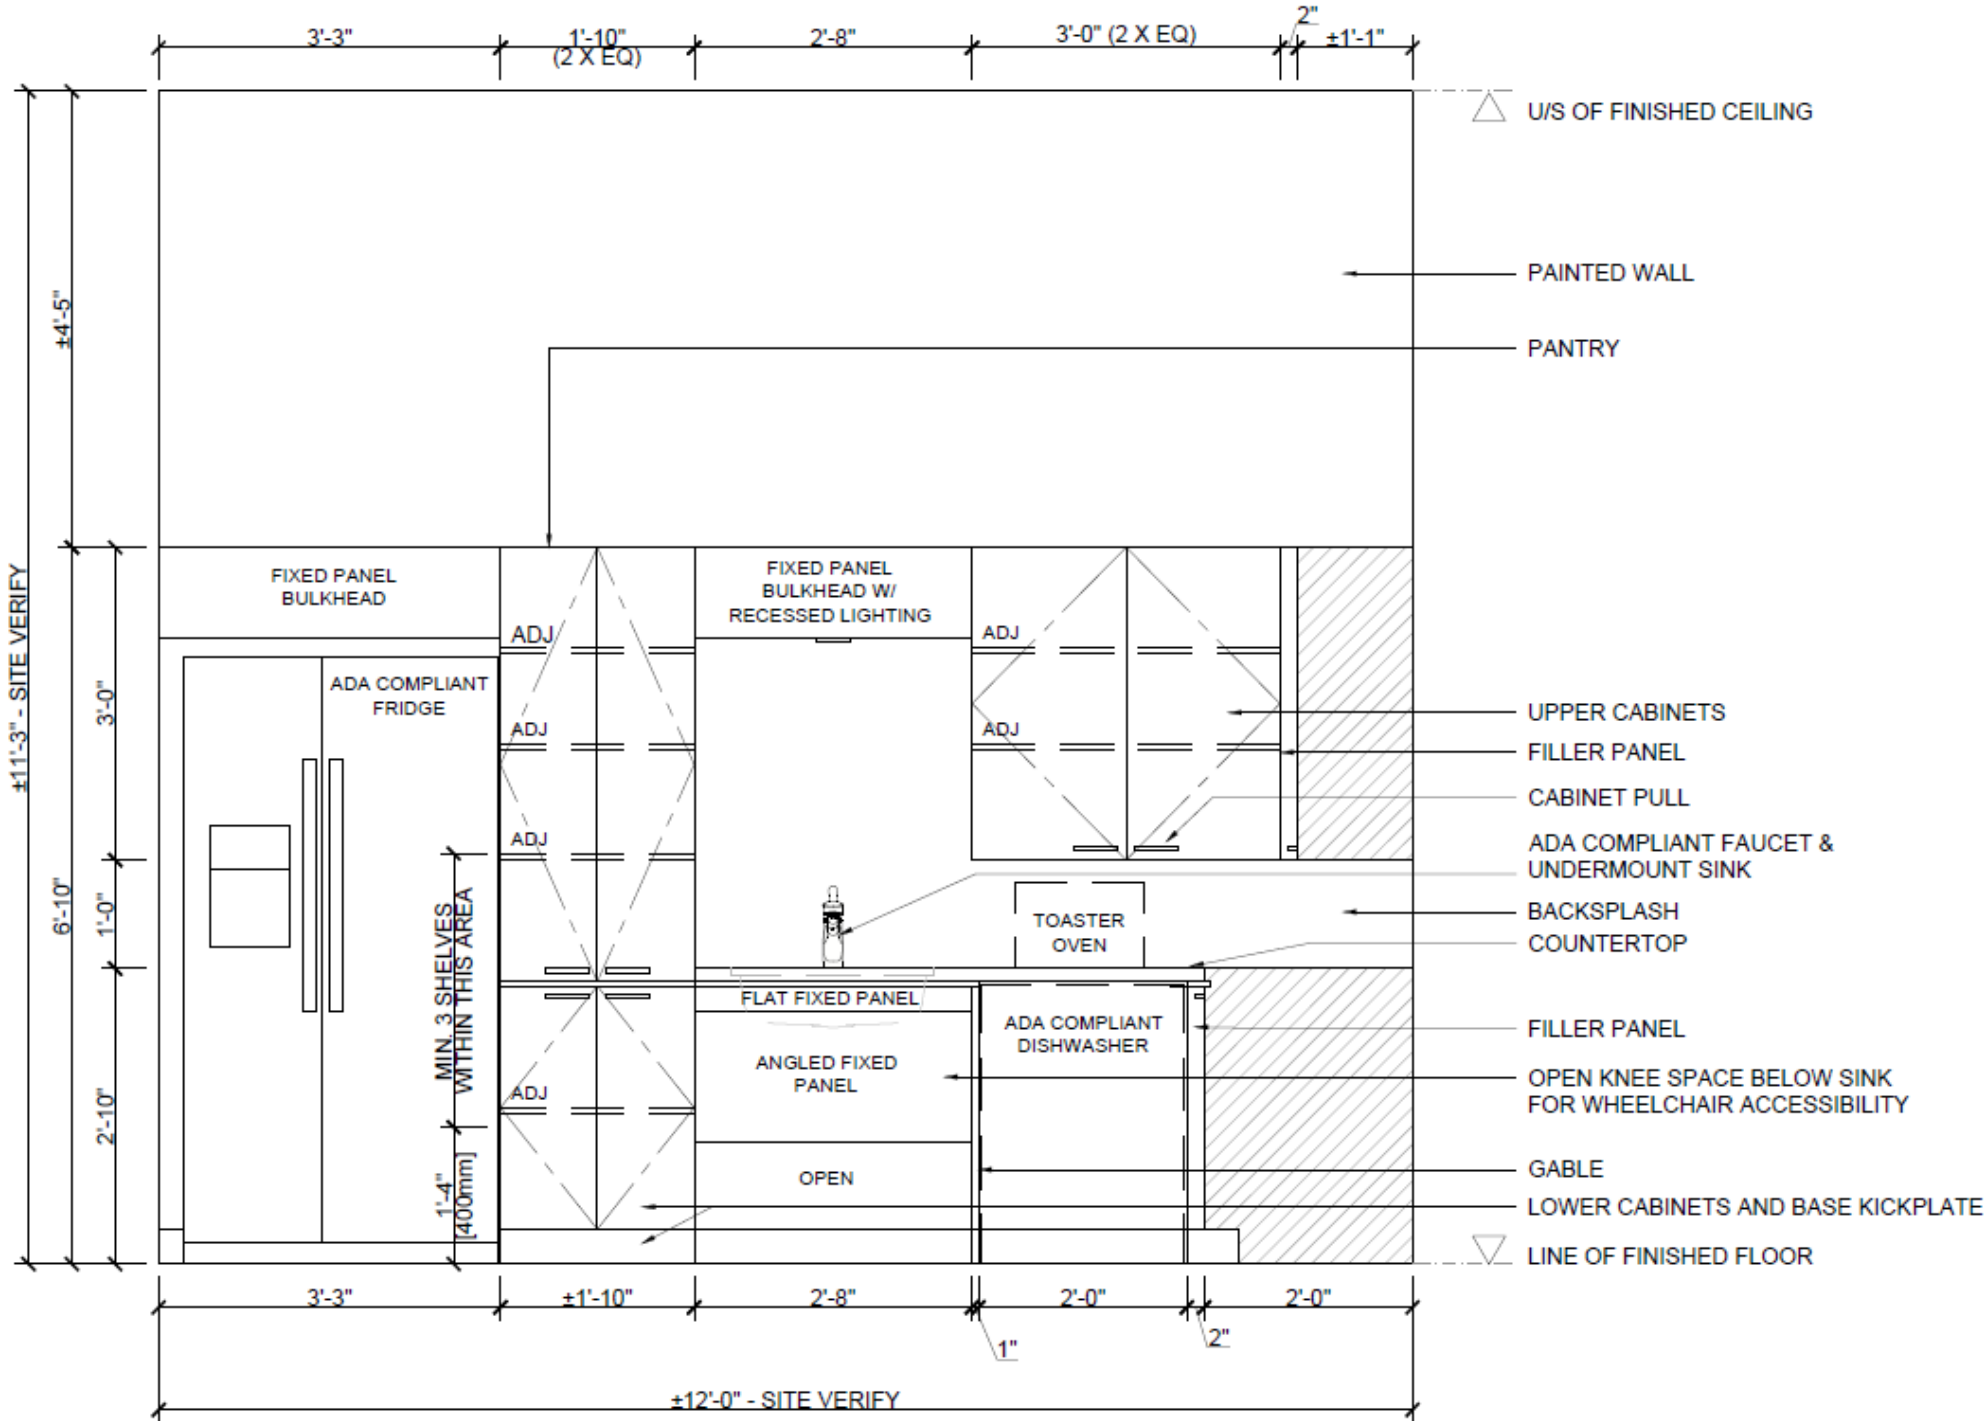 3'-3"
1'-10"
(2 X EQ)
2'-8"
3'-0" (2 X EQ)
2"
±1'-1"
U/S OF FINISHED CEILING
PAINTED WALL
PANTRY
±4'-5"
±11'-3" - SITE VERIFY
6'-10"
3'-0"
1'-0"
2'-10"
FIXED PANEL
BULKHEAD
FIXED PANEL
BULKHEAD W/
RECESSED LIGHTING
ADJ
ADJ
ADA COMPLIANT
FRIDGE
ADJ
ADJ
ADJ
UPPER CABINETS
FILLER PANEL
CABINET PULL
ADA COMPLIANT FAUCET &
UNDERMOUNT SINK
BACKSPLASH
COUNTERTOP
TOASTER
OVEN
MIN. 3 SHELVES
WITHIN THIS AREA
FLAT FIXED PANEL
ADA COMPLIANT
DISHWASHER
FILLER PANEL
ANGLED FIXED
PANEL
ADJ
OPEN KNEE SPACE BELOW SINK
FOR WHEELCHAIR ACCESSIBILITY
1'-4"
[400mm]
OPEN
GABLE
LOWER CABINETS AND BASE KICKPLATE
LINE OF FINISHED FLOOR
3'-3"
±1'-10"
2'-8"
2'-0"
2'-0"
1"
2"
±12'-0" - SITE VERIFY